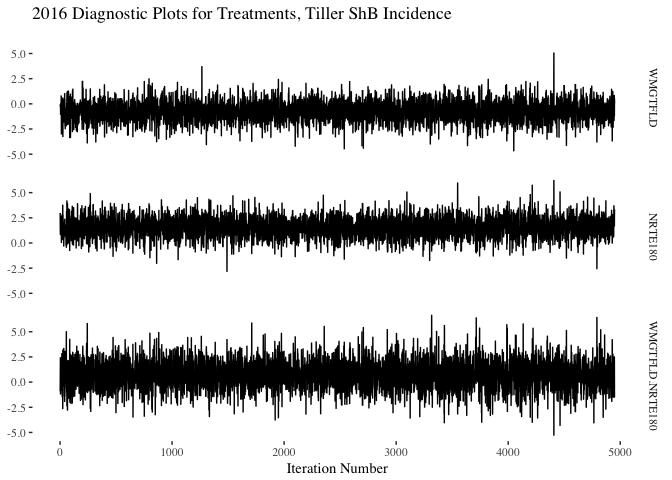 2016 Diagnostic Plots for Treatments, Tiller ShB Incidence
5.0
2.5
0.0
-2.5
-5.0
WMGTFLD
5.0
2.5
0.0
-2.5
-5.0
NRTE180
5.0
2.5
0.0
-2.5
-5.0
WMGTFLD.NRTE180
0 1000 2000 3000 4000 5000
Iteration Number